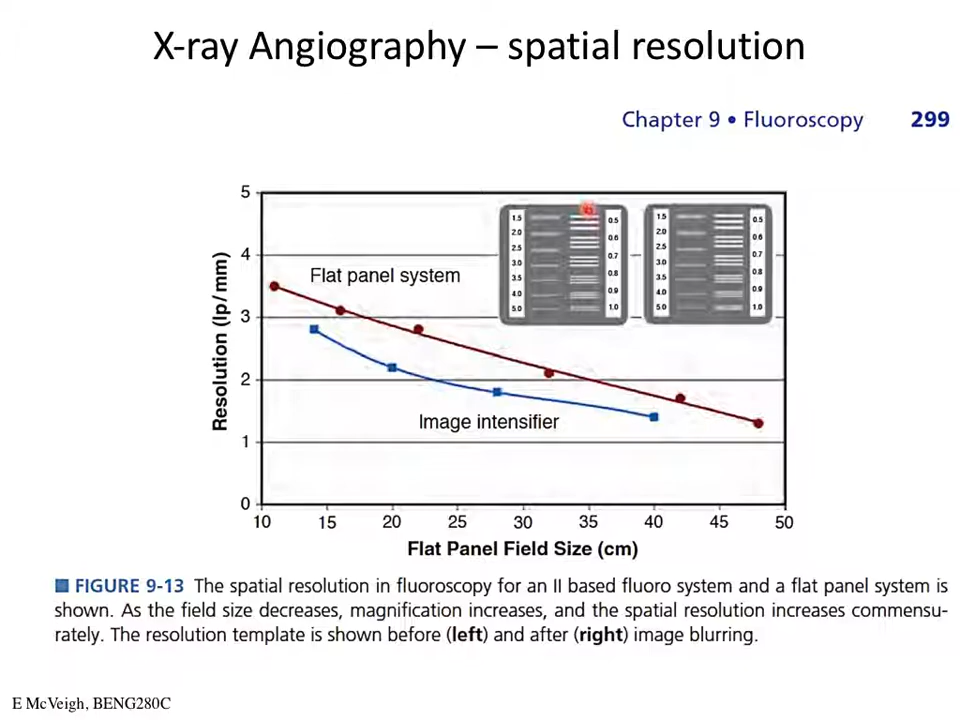 X-ray Angiography – spatial resolution
Chapter 9 • Fluoroscopy 299
5
4
3
2
1
0
Resolution (lp/mm)
Flat panel system
Image intensifier
1.5 0.5
2.0 0.6
2.5 0.7
3.0 0.8
3.5 0.9
4.0 1.0
5.0
1.5 0.5
2.0 0.6
2.5 0.7
3.0 0.8
3.5 0.9
4.0 1.0
5.0
10 15 20 25 30 35 40 45 50
Flat Panel Field Size (cm)
■ FIGURE 9-13 The spatial resolution in fluoroscopy for an II based fluoro system and a flat panel system is
shown. As the field size decreases, magnification increases, and the spatial resolution increases commensu-
rately. The resolution template is shown before (left) and after (right) image blurring.
E McVeigh, BENG280C